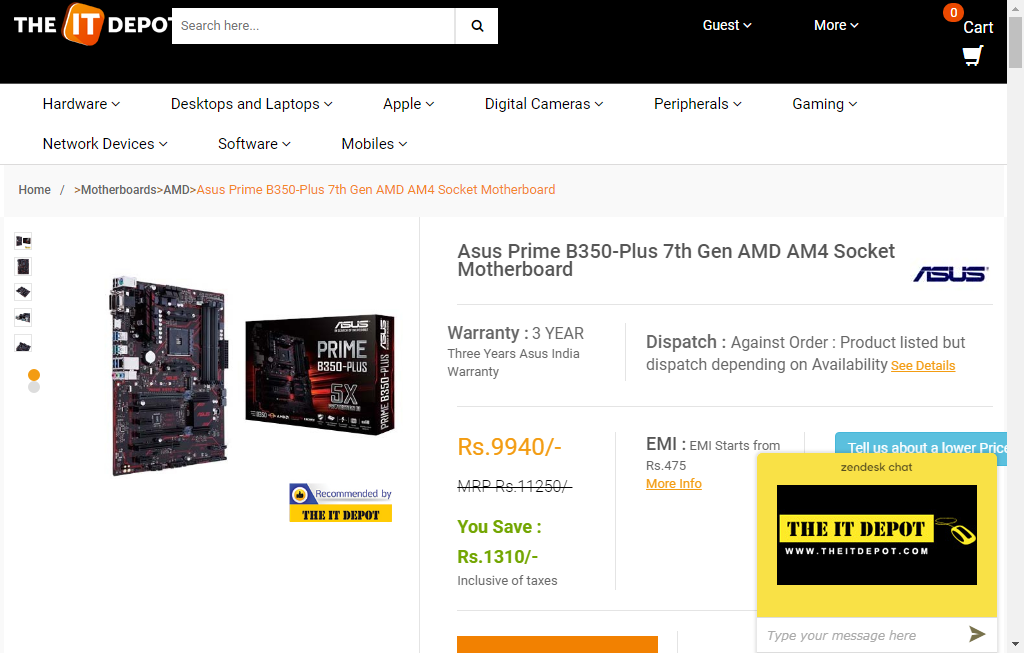 THE IT DEPOT
Search here...
Guest
More
0
Cart
Hardware
Desktops and Laptops
Apple
Digital Cameras
Peripherals
Gaming
Network Devices
Software
Mobiles
Home / >Motherboards>AMD>Asus Prime B350-Plus 7th Gen AMD AM4 Socket Motherboard
Asus Prime B350-Plus 7th Gen AMD AM4 Socket
Motherboard
ASUS
Warranty : 3 YEAR
Three Years Asus India
Warranty
Dispatch : Against Order : Product listed but
dispatch depending on Availability See Details
ASUS
PRIME
B350-PLUS
5X
PRIME B350-PLUS
ASUS
Recommended by
THE IT DEPOT
Rs.9940/-
MRP Rs.11250/-
You Save :
Rs.1310/-
Inclusive of taxes
EMI : EMI Starts from
Rs.475
More Info
Tell us about a lower Price
zendesk chat
THE IT DEPOT
WWW.THEITDEPOT.COM
Type your message here